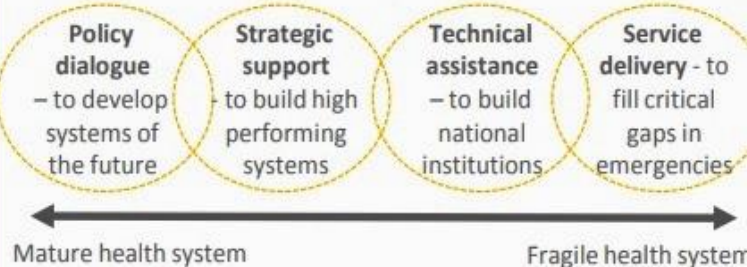 Policy
dialogue
– to develop
systems of
the future
Strategic
support
- to build high
performing
systems
Technical
assistance
– to build
national
institutions
Service
delivery - to
fill critical
gaps in
emergencies
Mature health system
Fragile health system